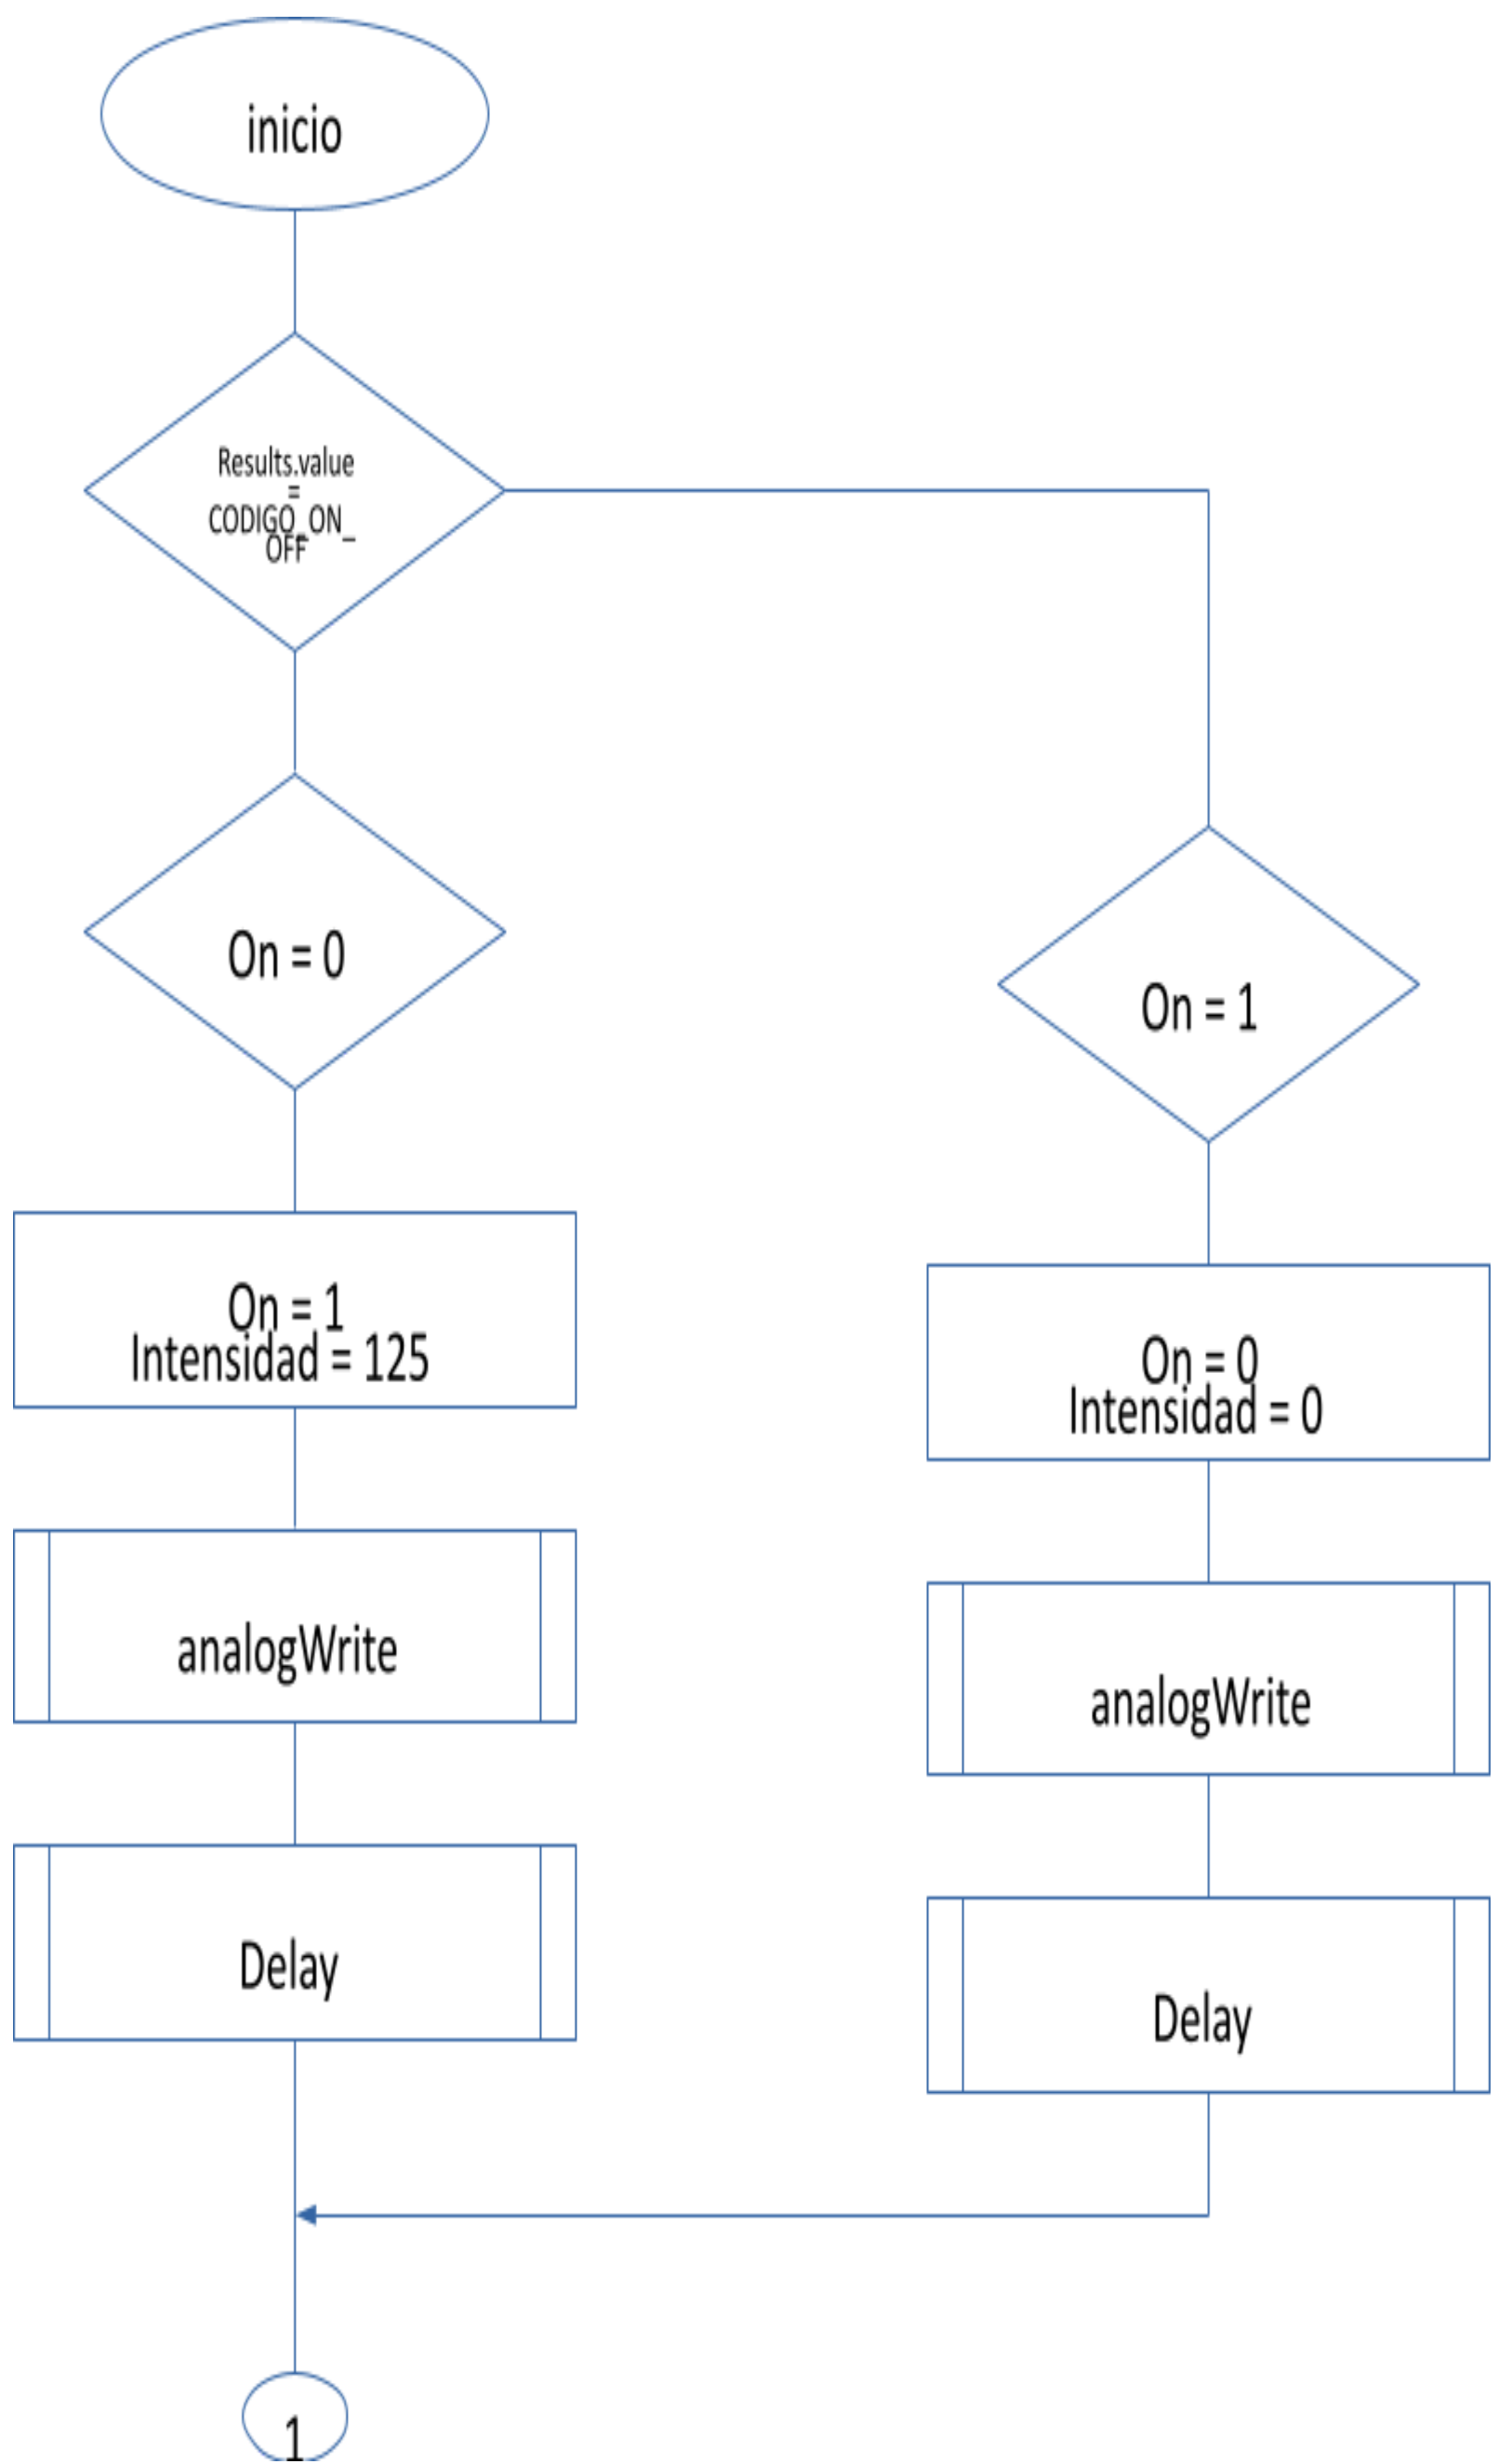 inicio
Results.value
=
CODIGO_ON_
OFF
On = 0
On = 1
Intensidad = 125
analogWrite
Delay
On = 1
On = 0
Intensidad = 0
analogWrite
Delay
1